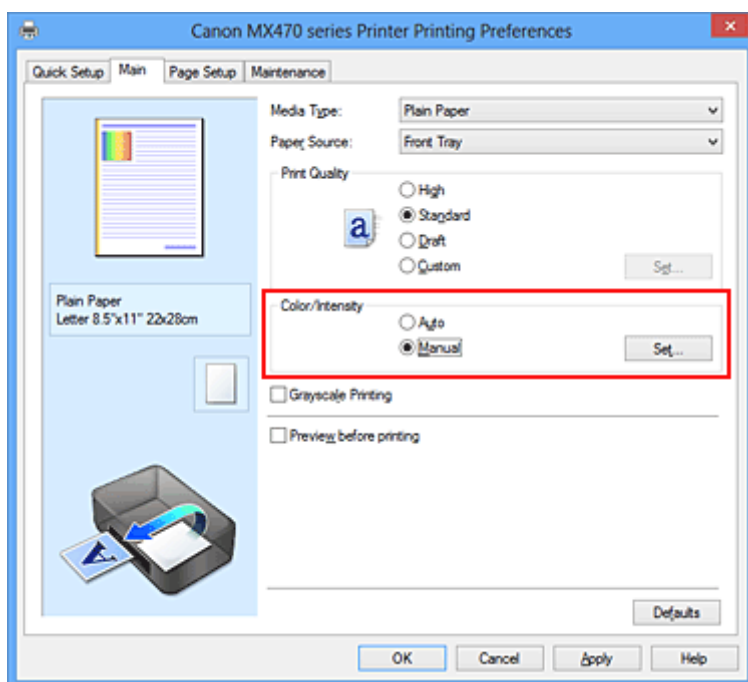 Canon MX470 series Printer Printing Preferences
Quick Setup Main Page Setup Maintenance
Media Type: Plain Paper
Paper Source: Front Tray
Print Quality
High
a Standard
Draft
Custom Set...
Plain Paper
Letter 8.5"x11" 22x28cm
Color/Intensity
Auto
Manual Set...
Grayscale Printing
Preview before printing
A
Defaults
OK Cancel Apply Help